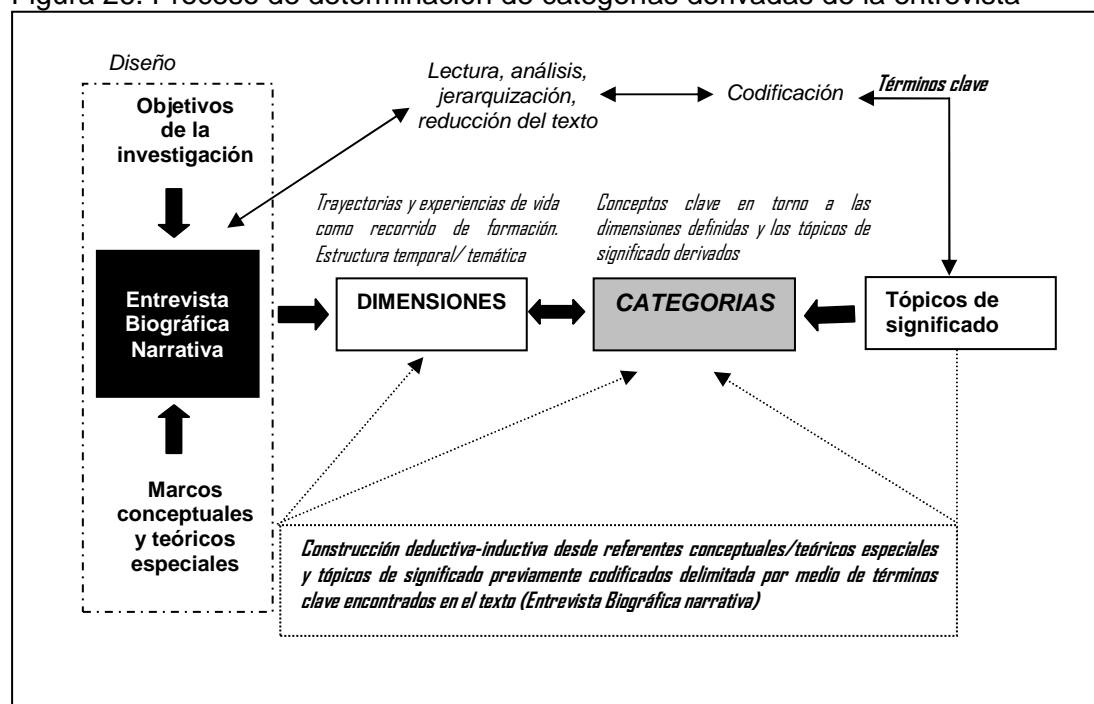 Figura 26. Proceso de determinación de categorías derivadas de la entrevista
Diseño
Objetivos
de la
investigación
Lectura, análisis,
jerarquización,
reducción del texto
Codificación
Términos clave
Trayectorias y experiencias de vida
como recorrido de formación.
Estructura temporal/ temática
Conceptos clave en torno a las
dimensiones definidas y los tópicos de
significado derivados
Entrevista
Biográfica
Narrativa
DIMENSIONES
CATEGORIAS
Tópicos de
significado
Marcos
conceptuales
y teóricos
especiales
Construcción deductiva-inductiva desde referentes conceptuales/teóricos especiales
y tópicos de significado previamente codificados delimitada por medio de términos
clave encontrados en el texto (Entrevista Biográfica narrativa)